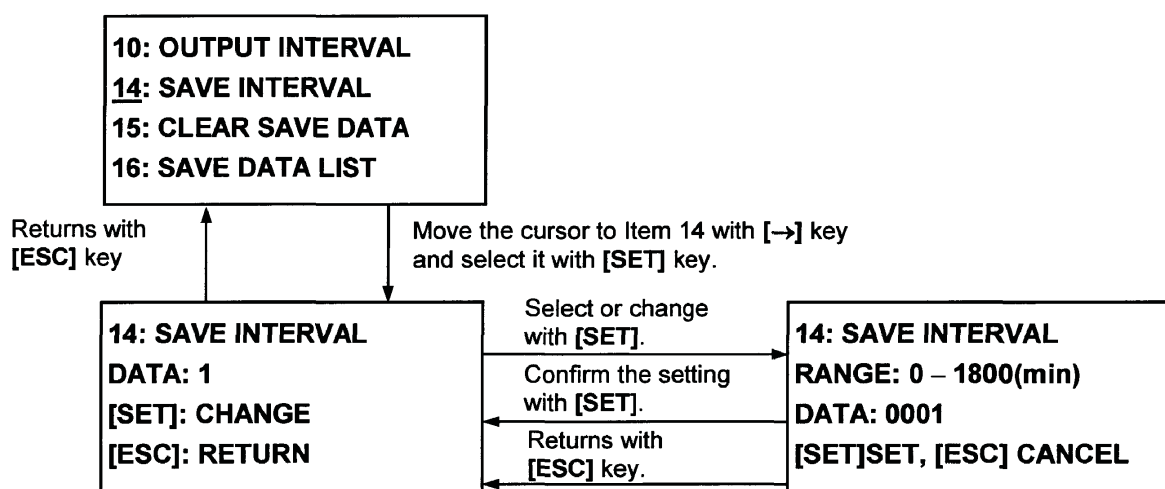 10: OUTPUT INTERVAL
14: SAVE INTERVAL
15: CLEAR SAVE DATA
16: SAVE DATA LIST
Returns with
[ESC] key
Move the cursor to Item 14 with [→] key
and select it with [SET] key.
14: SAVE INTERVAL
DATA: 1
[SET]: CHANGE
[ESC]: RETURN
Select or change
with [SET].
Confirm the setting
with [SET].
Returns with
[ESC] key.
14: SAVE INTERVAL
RANGE: 0 – 1800(min)
DATA: 0001
[SET]SET, [ESC] CANCEL